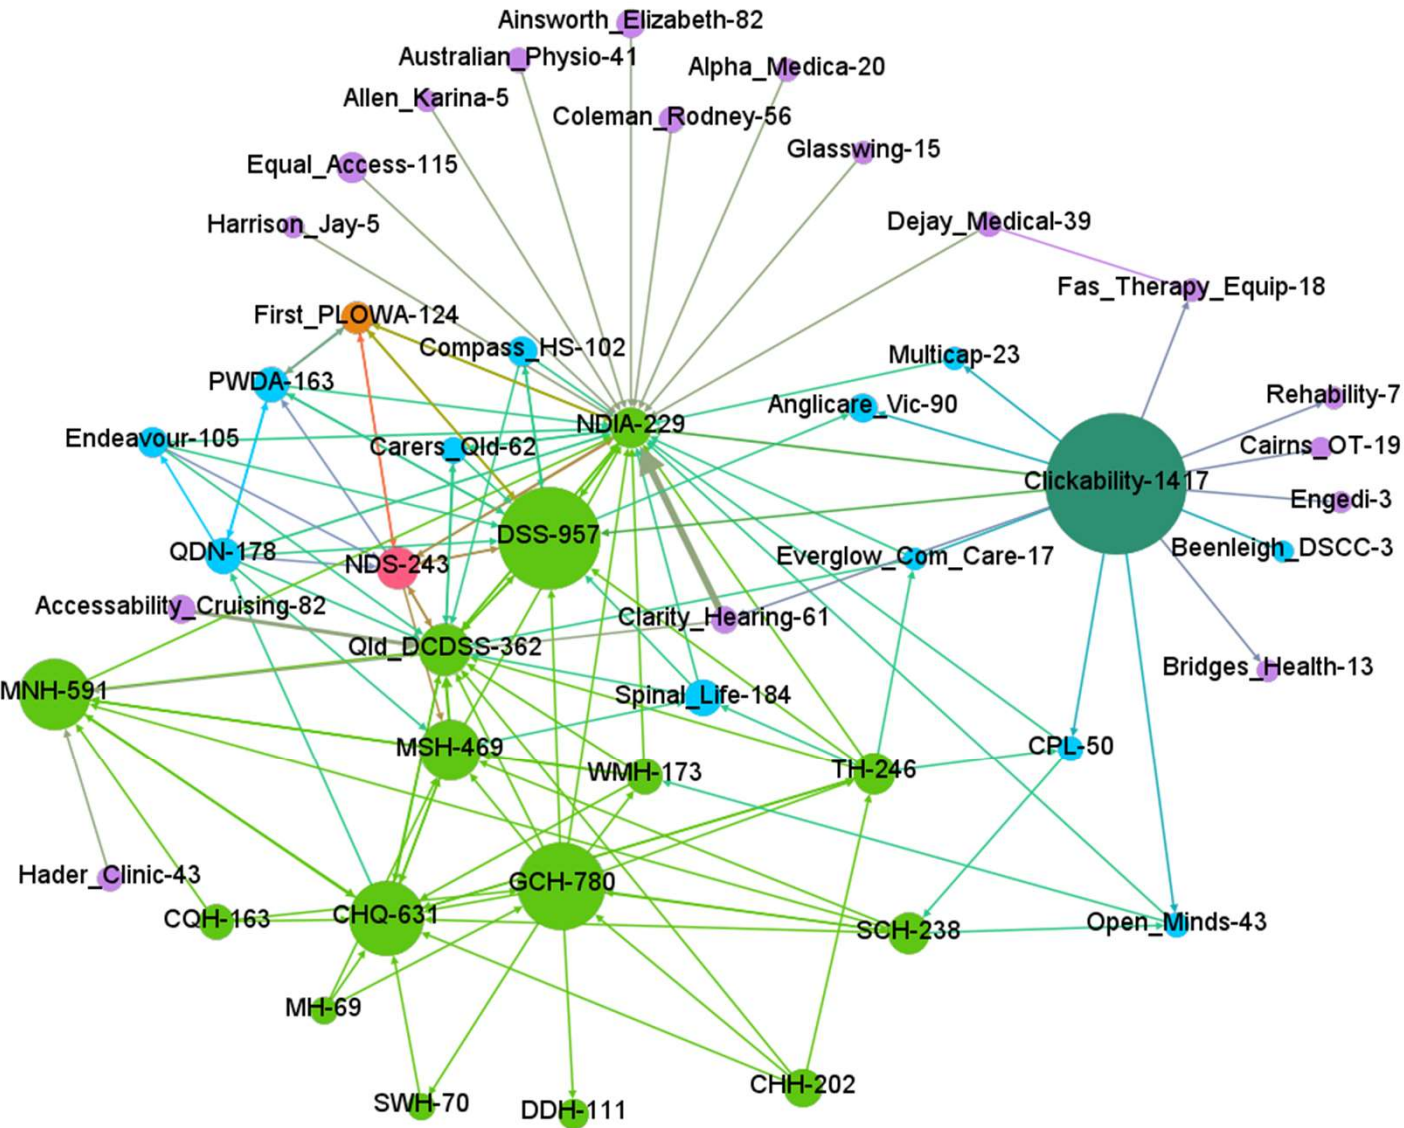 Ainsworth_Elizabeth-82
Australian_Physio-41
Alpha_Medica-20
Allen_Karina-5
Coleman_Rodney-56
Glasswing-15
Equal_Access-115
Harrison_Jay-5
Dejay_Medical-39
Fas_Therapy_Equip-18
First_PLOWA-124
Compass_HS-102
Multicap-23
PWDA-163
Rehability-7
Anglicare_Vic-90
NDIA-229
Endeavour-105
Carers_Qld-62
Cairns_OT-19
Clickability-1417
Engedi-3
DSS-957
QDN-178
Everglow_Com_Care-17
Beenleigh_DSCC-3
NDS-243
Accessability_Cruising-82
Clarity_Hearing-61
Qld_DCDSS-362
Bridges_Health-13
MNH-591
Spinal_Life-184
MSH-469
CPL-50
WMH-173
TH-246
Hader_Clinic-43
GCH-780
CQH-163
CHQ-631
SCH-238
Open_Minds-43
MH-69
CHH-202
SWH-70
DDH-111